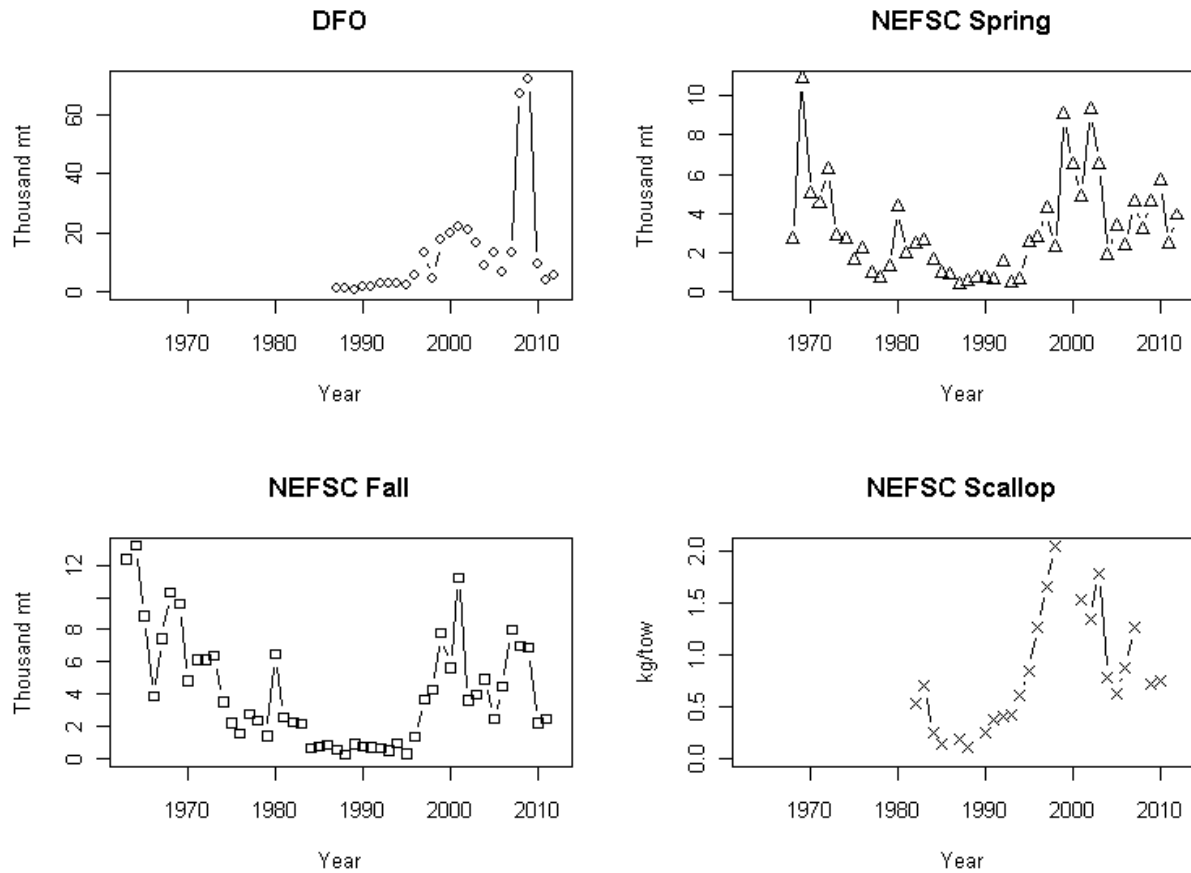 DFO
Thousand mt
60
40
20
0
1970 1980 1990 2000 2010
Year
NEFSC Spring
Thousand mt
10
8
6
4
2
0
1970 1980 1990 2000 2010
Year
NEFSC Fall
Thousand mt
12
8
6
4
2
0
1970 1980 1990 2000 2010
Year
NEFSC Scallop
kg/tow
2.0
1.5
1.0
0.5
0.0
1970 1980 1990 2000 2010
Year